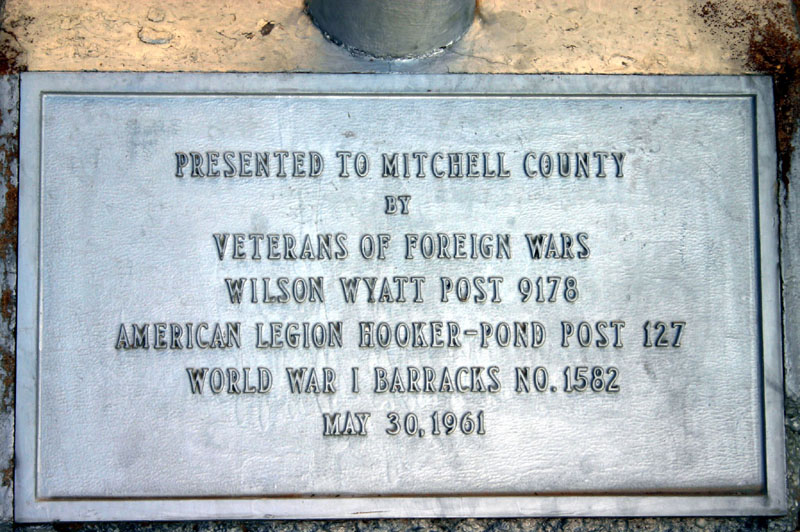 PRESENTED TO MITCHELL COUNTY
BY
VETERANS OF FOREIGN WARS
WILSON WYATT POST 9178
AMERICAN LEGION HOOKER-POND POST 127
WORLD WAR I BARRACKS NO. 1582
MAY 30, 1961